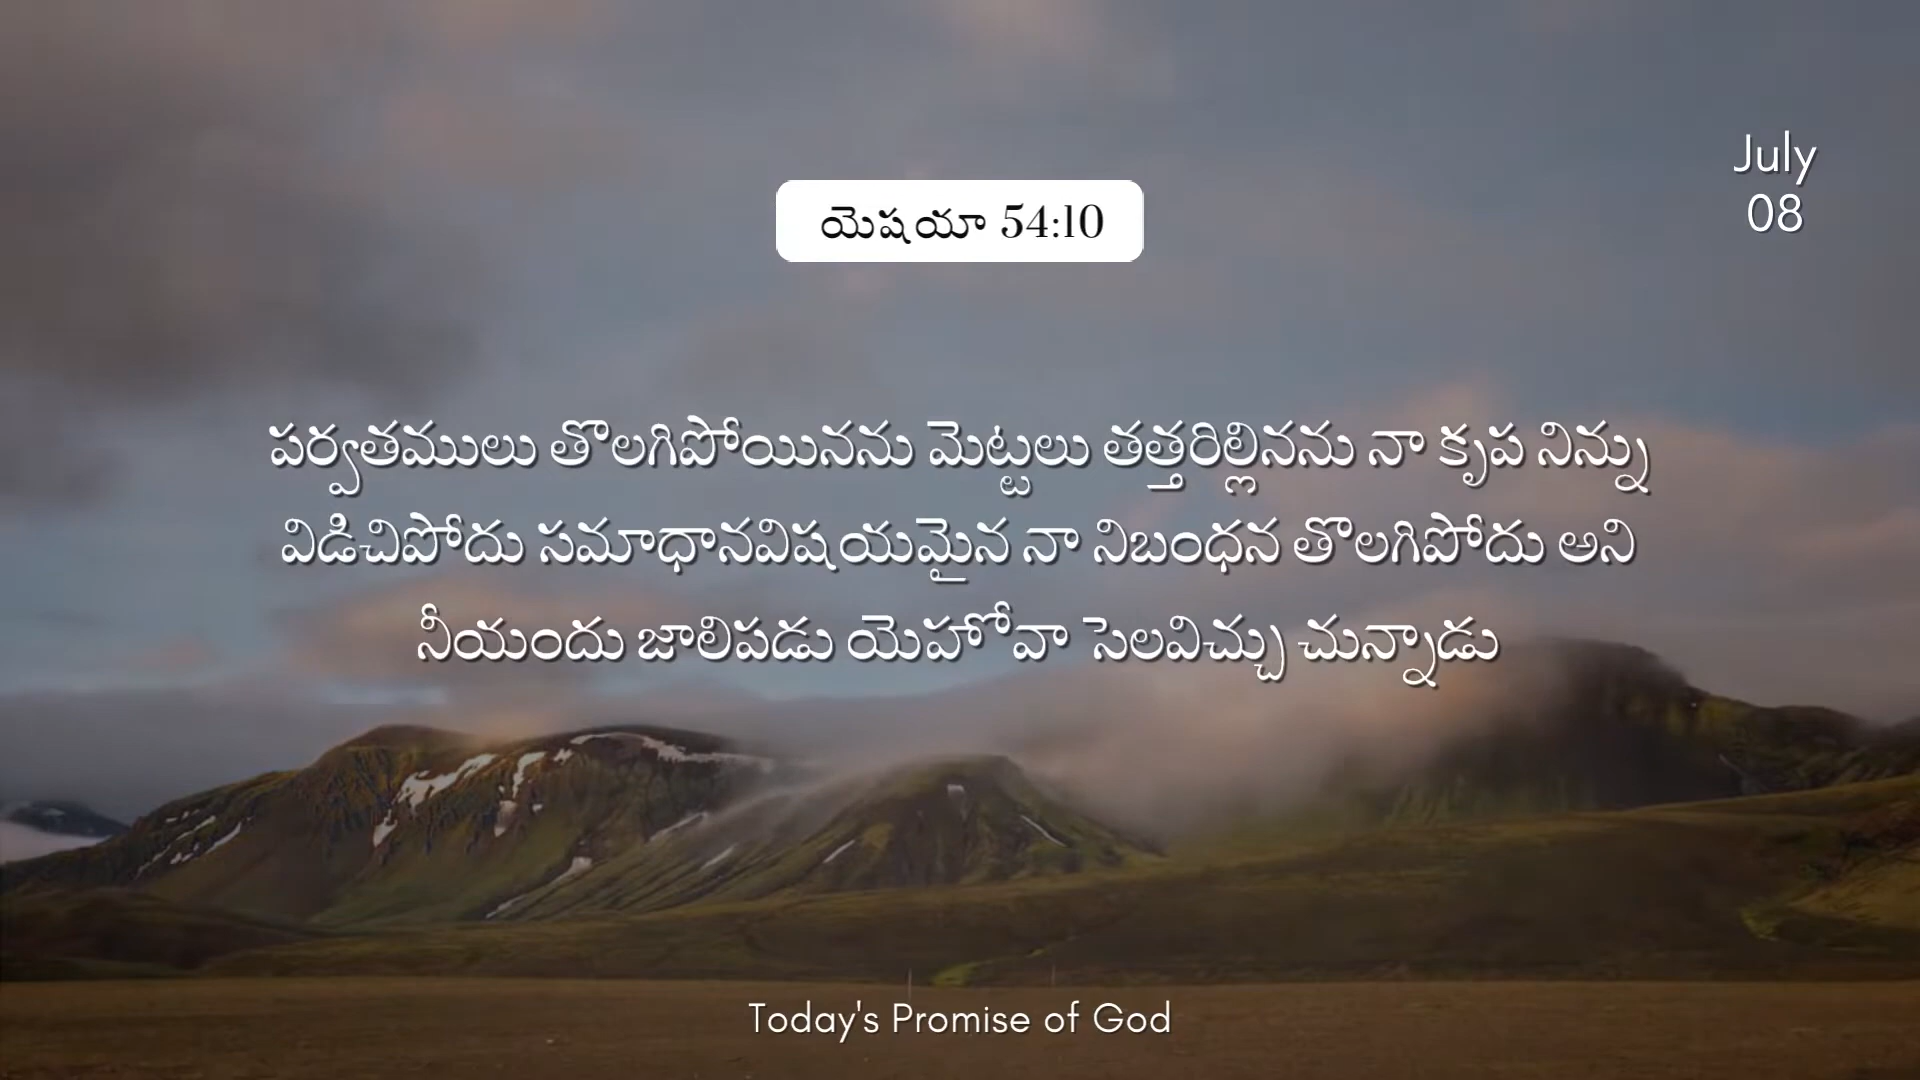 July
08
యెషయా 54:10
పర్వతములు తొలగిపోయినను మెట్టలు తత్తరిల్లినను నా కృప నిన్ను
విడిచిపోదు సమాధానవిషయమైన నా నిబంధన తొలగిపోదు అని
నీయందు జాలిపడు యెహోవా సెలవిచ్చు చున్నాడు
Today's Promise of God